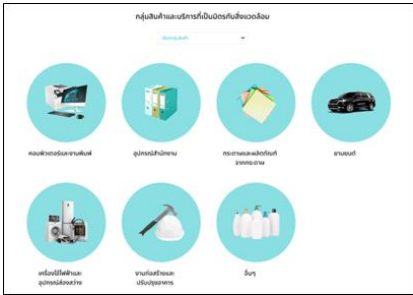 กลุ่มสินค้าและบริการที่เป็นมิตรกับสิ่งแวดล้อม
คอมพิวเตอร์และงานพิมพ์
อุปกรณ์สำนักงาน
กระดาษและผลิตภัณฑ์
จากกระดาษ
ยานยนต์
เครื่องใช้ไฟฟ้าและ
อุปกรณ์ส่องสว่าง
งานก่อสร้างและ
ปรับปรุงอาคาร
อื่นๆ